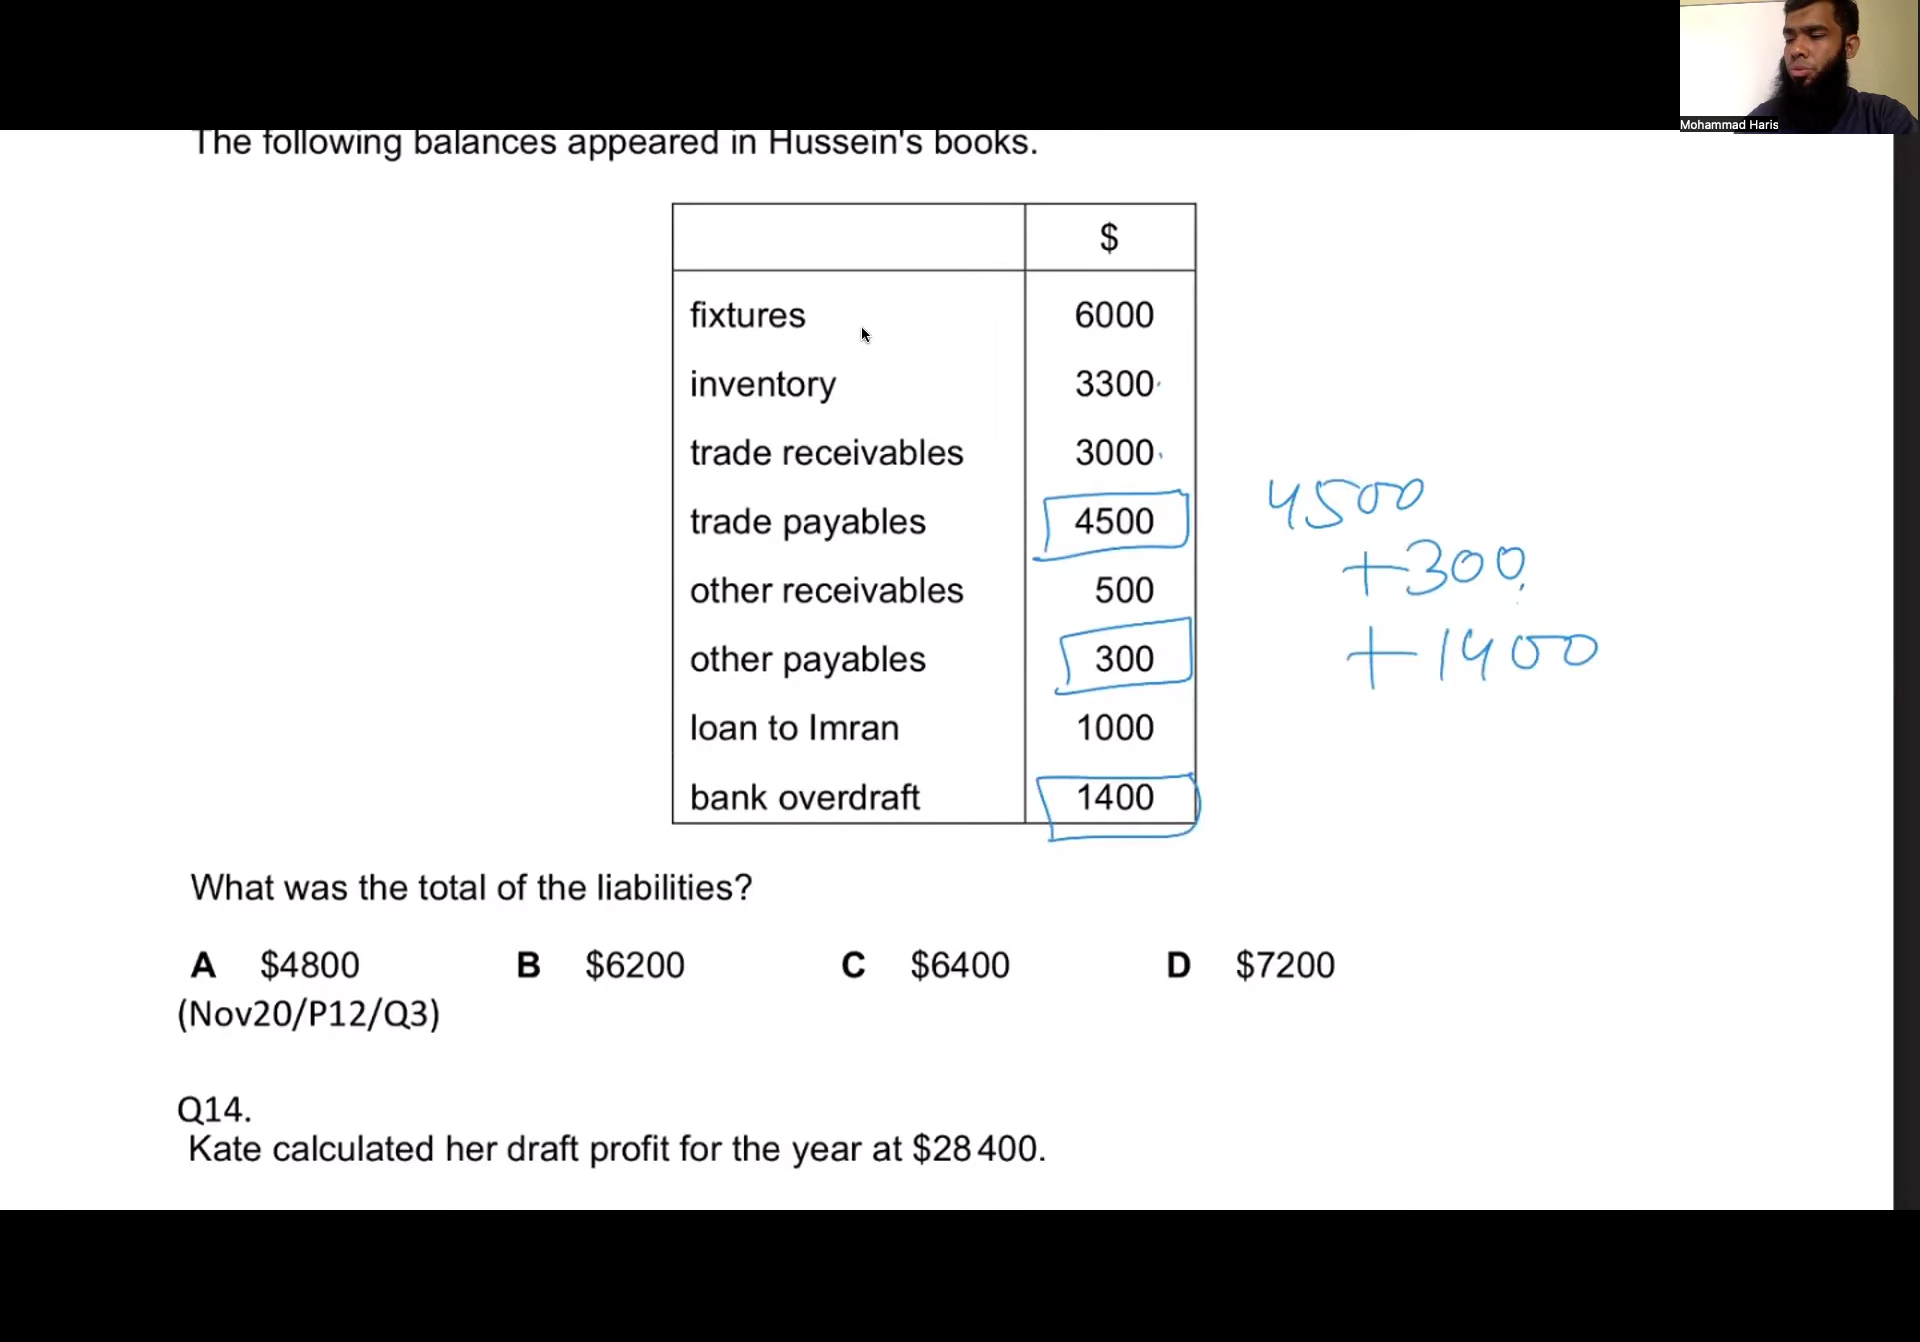 Mohammad Haris
The following balances appeared in Hussein's books.
$
fixtures 6000
inventory 3300
trade receivables 3000
trade payables 4500
other receivables 500
other payables 300
loan to Imran 1000
bank overdraft 1400
4500
+300
+1400
What was the total of the liabilities?
A $4800 B $6200 C $6400 D $7200
(Nov20/P12/Q3)
Q14.
Kate calculated her draft profit for the year at $28 400.